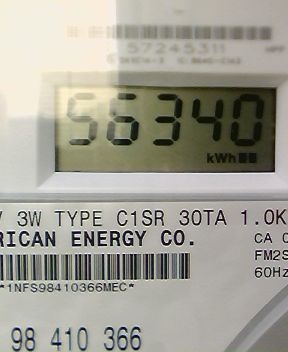 57245311
56340
kWh
V 3W TYPE C1SR 30TA 1.0K
RICAN ENERGY CO.
CA
FM2S
60Hz
*1NFS98410366MEC*
98 410 366